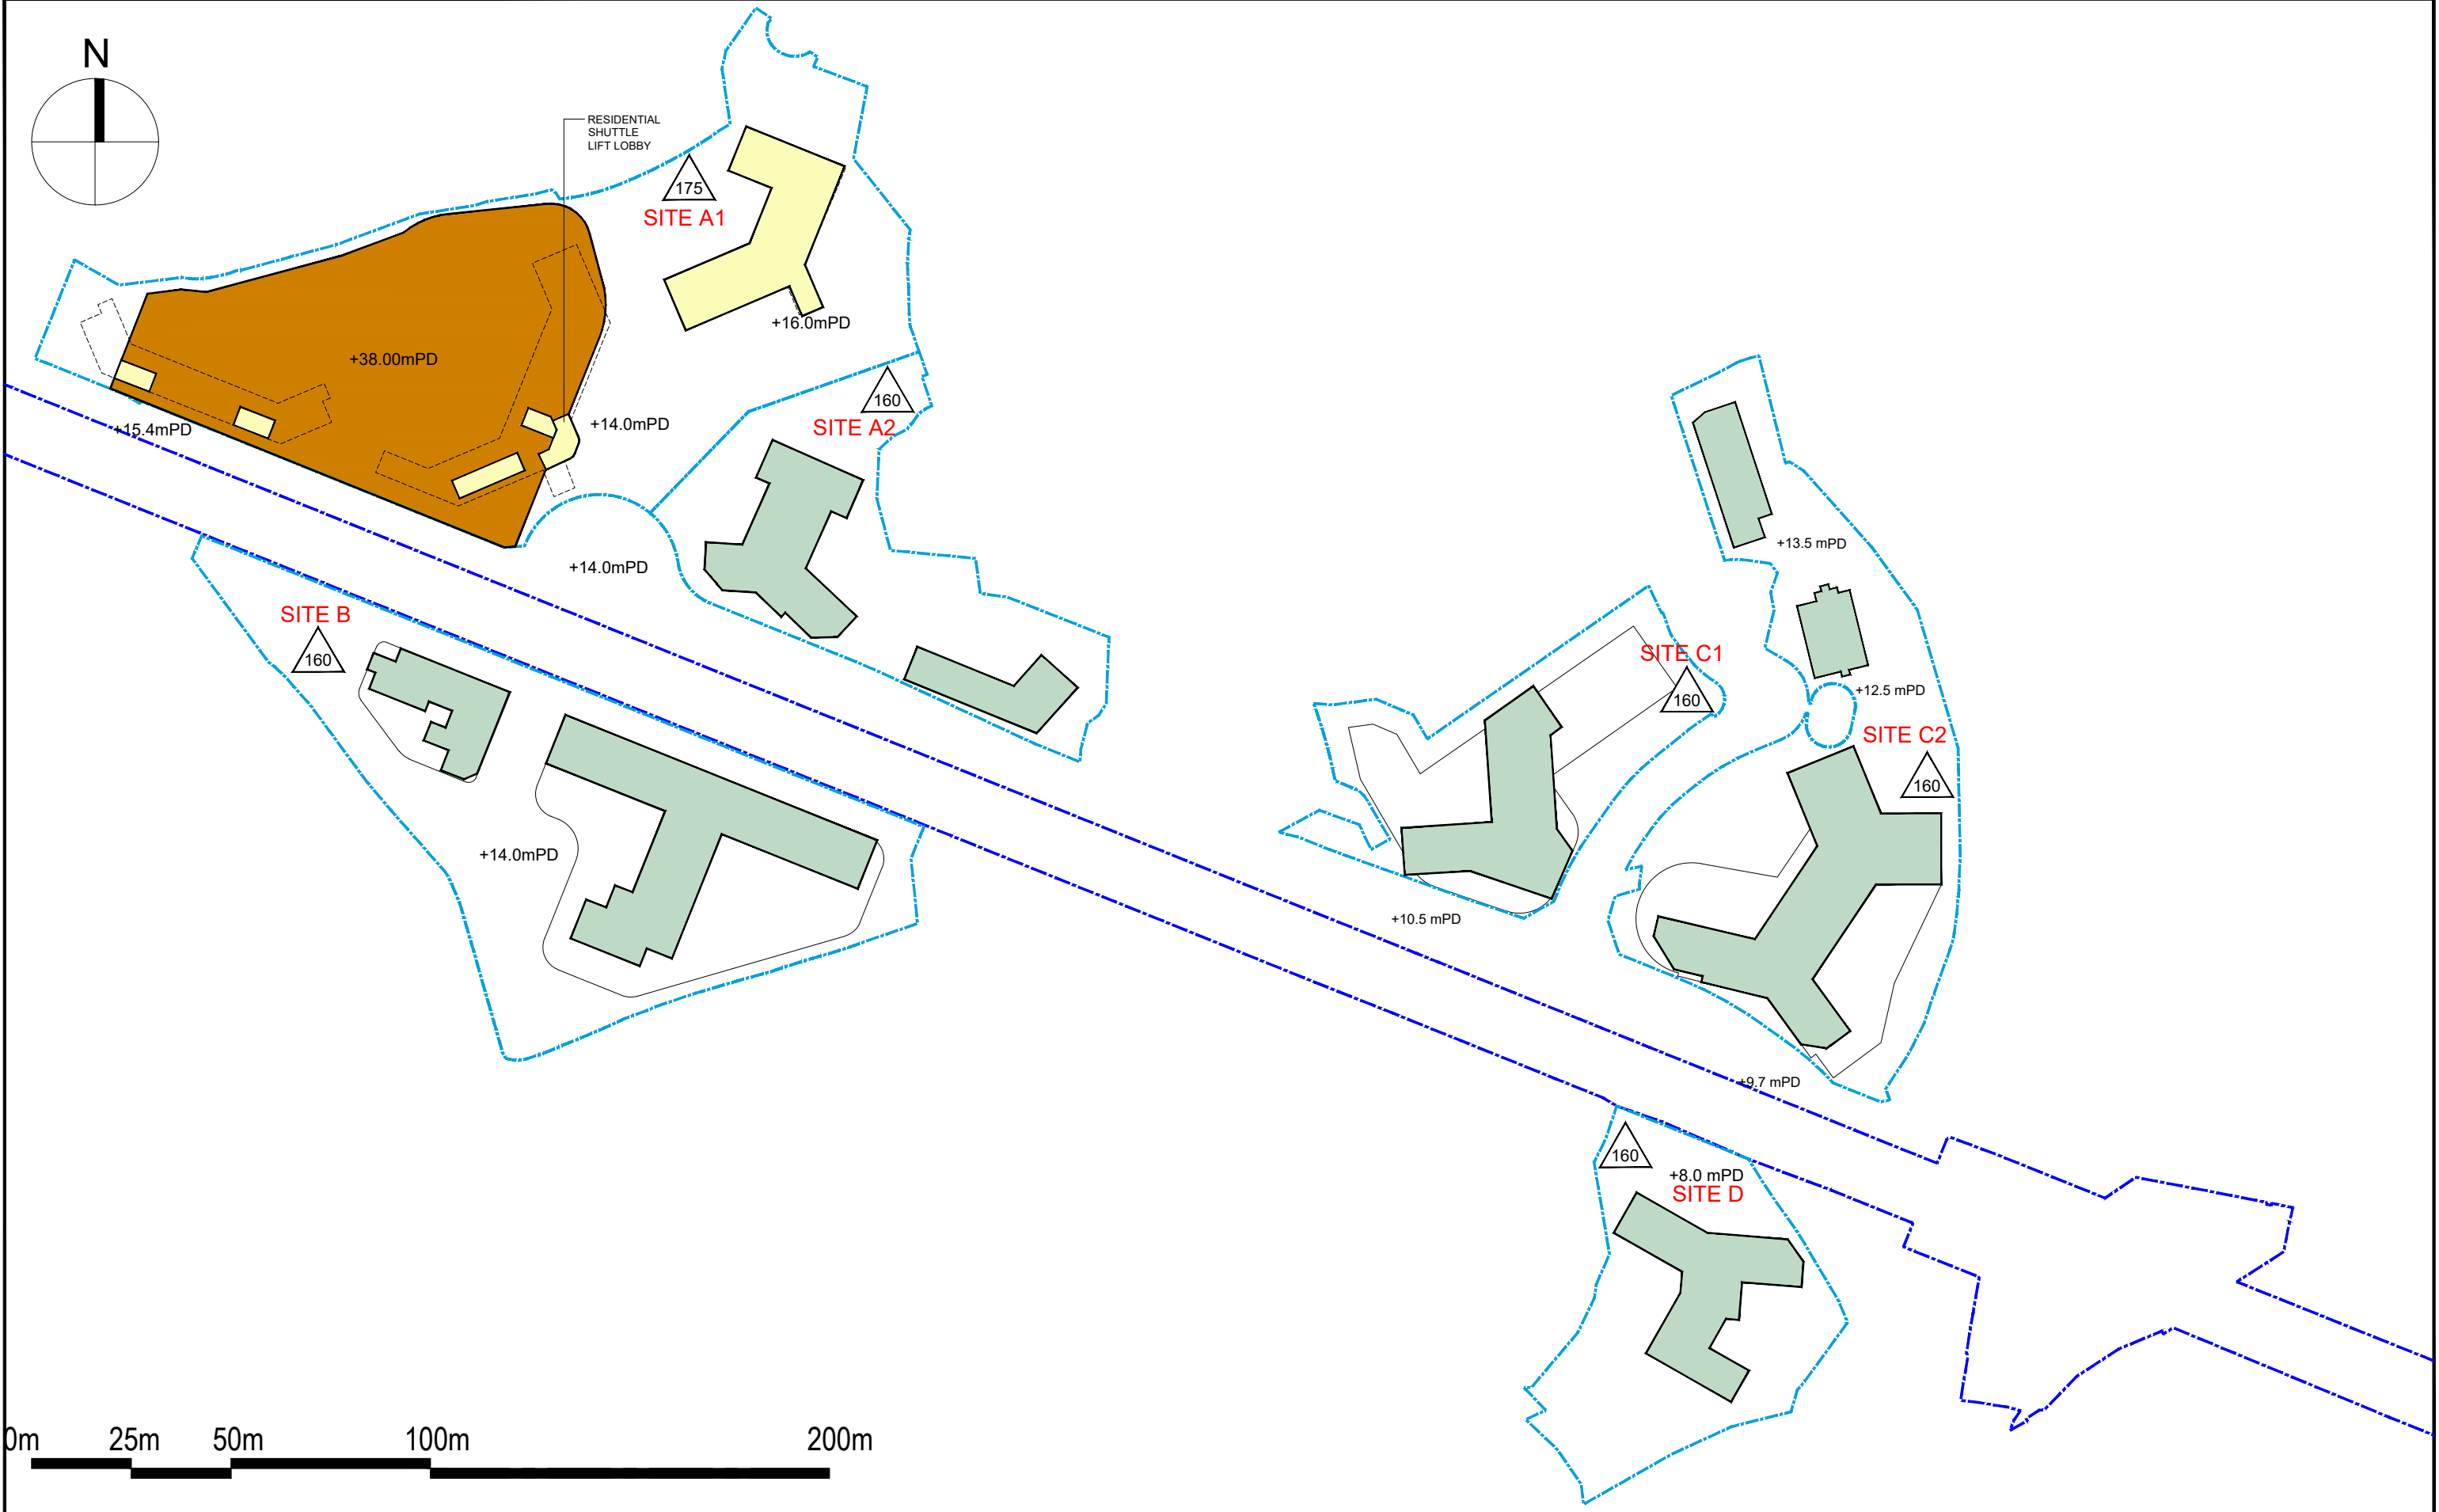 N
RESIDENTIAL
SHUTTLE
LIFT LOBBY
175
SITE A1
+16.0mPD
+38.00mPD
160
SITE A2
+14.0mPD
+15.4mPD
+13.5 mPD
+14.0mPD
SITE B
160
SITE C1
160
+12.5 mPD
SITE C2
160
+14.0mPD
+10.5 mPD
+9.7 mPD
160
+8.0 mPD
SITE D
0m 25m 50m 100m 200m